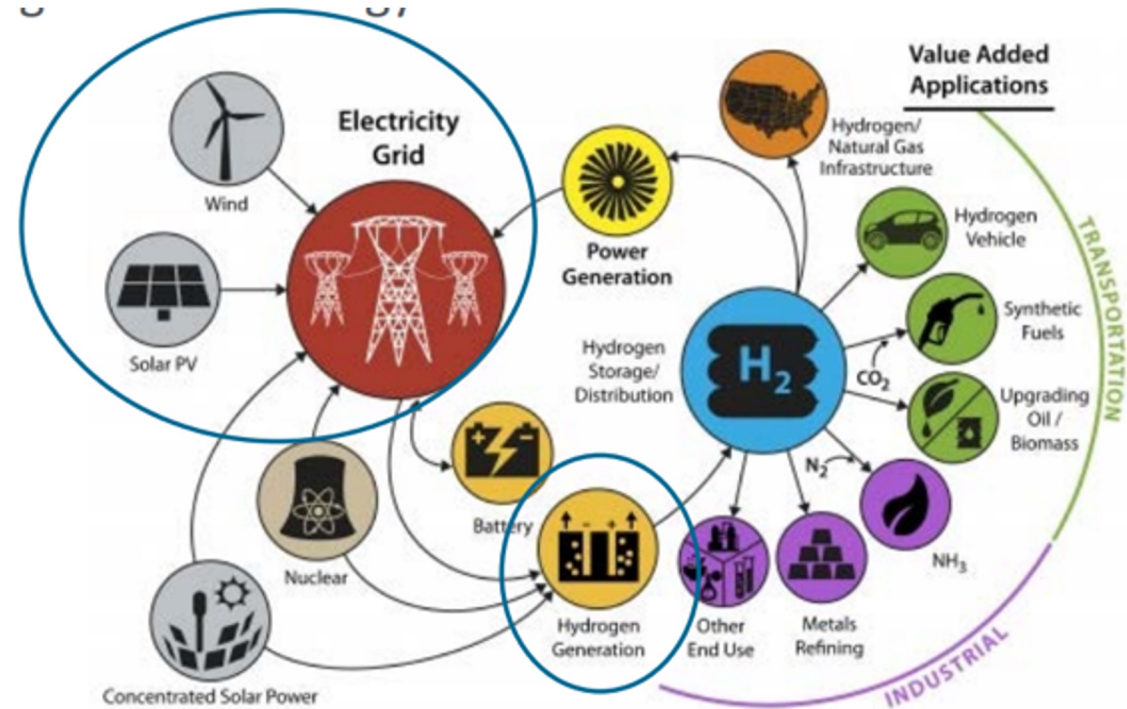 Value Added
Applications
Electricity
Grid
Wind
Solar PV
Nuclear
Concentrated Solar Power
Battery
Power
Generation
Hydrogen
Generation
Hydrogen
Storage/
Distribution
H2
Hydrogen/
Natural Gas
Infrastructure
Hydrogen
Vehicle
Synthetic
Fuels
CO2
Upgrading
Oil /
Biomass
N2
NH3
Metals
Refining
Other
End Use
TRANSPORTATION
INDUSTRIAL